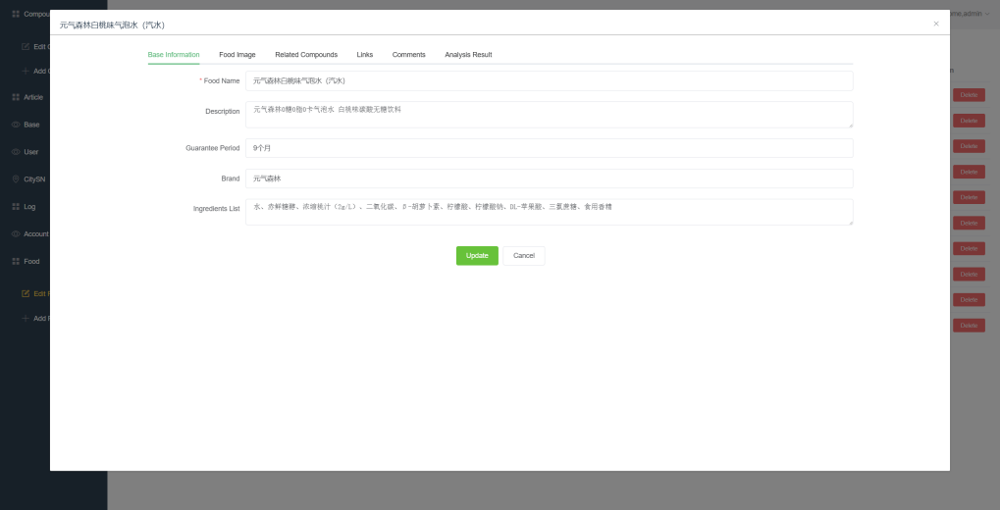 元气森林白桃味气泡水（汽水）
×
Base Information Food Image Related Compounds Links Comments Analysis Result
* Food Name 元气森林白桃味气泡水（汽水）
Description 元气森林0糖0脂0卡气泡水 白桃味碳酸无糖饮料
Guarantee Period 9个月
Brand 元气森林
Ingredients List 水、赤藓糖醇、浓缩桃汁（2g/L）、二氧化碳、β-胡萝卜素、柠檬酸、柠檬酸钠、DL-苹果酸、三氯蔗糖、食用香精
Update Cancel
Article
Base
User
CitySN
Log
Account
Food
Edit
Add
Delete
Delete
Delete
Delete
Delete
Delete
Delete
Delete
Delete
Delete